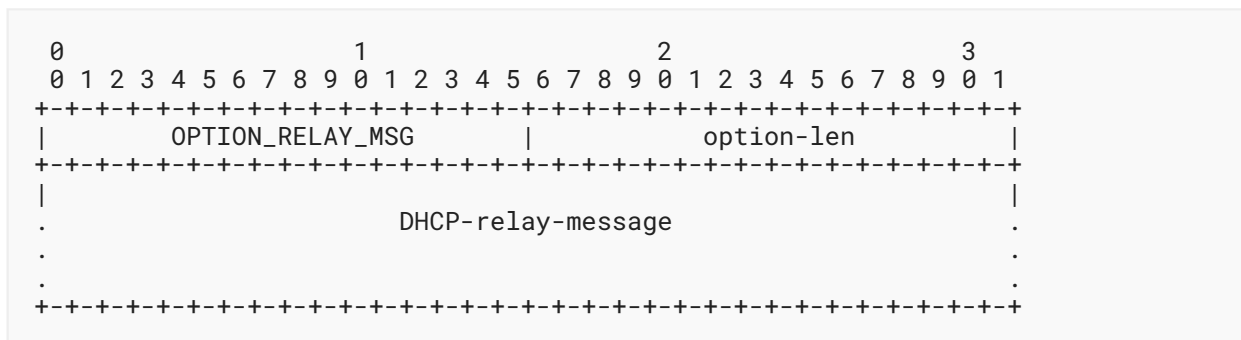 0                   1                   2                   3
 0 1 2 3 4 5 6 7 8 9 0 1 2 3 4 5 6 7 8 9 0 1 2 3 4 5 6 7 8 9 0 1
+-+-+-+-+-+-+-+-+-+-+-+-+-+-+-+-+-+-+-+-+-+-+-+-+-+-+-+-+-+-+-+-+
|        OPTION_RELAY_MSG       |           option-len          |
+-+-+-+-+-+-+-+-+-+-+-+-+-+-+-+-+-+-+-+-+-+-+-+-+-+-+-+-+-+-+-+-+
|                                                               |
.                       DHCP-relay-message                      .
.                                                               .
.                                                               .
+-+-+-+-+-+-+-+-+-+-+-+-+-+-+-+-+-+-+-+-+-+-+-+-+-+-+-+-+-+-+-+-+